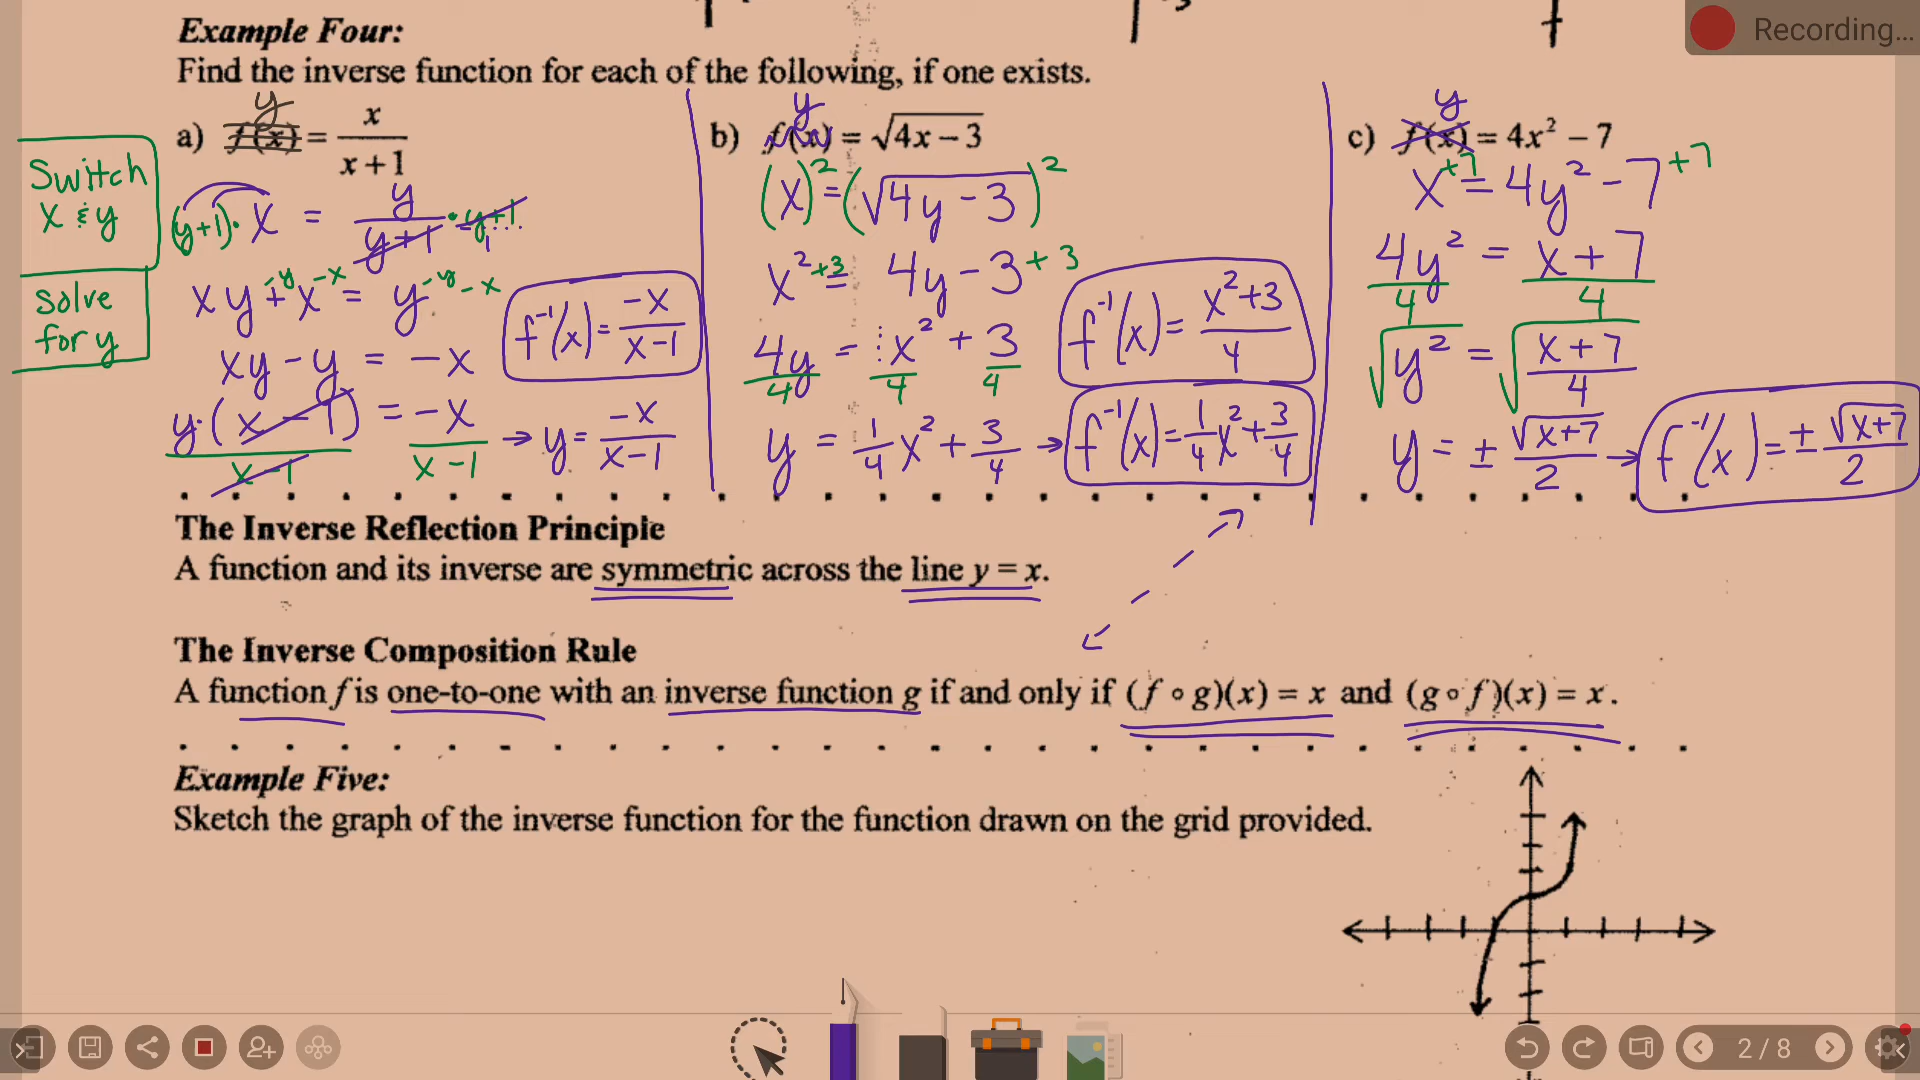 Recording...
Example Four:
Find the inverse function for each of the following, if one exists.
Switch
x & y
Solve
for y
a) f(x) = x/(x+1)
y
(y+1)· x = y/(y+1) · y+1
xy + x = y
-y -x -y -x
xy - y = -x
y·(x-1)/(x-1) = -x/(x-1) → y = -x/(x-1)
f⁻¹(x) = -x/(x-1)
b) f(x) = √(4x-3)
y
(x)² = (√(4y-3))²
x² +3 = 4y - 3 +3
4y/4 = x²/4 + 3/4
y = 1/4 x² + 3/4 → f⁻¹(x) = 1/4 x² + 3/4
f⁻¹(x) = (x²+3)/4
c) f(x) = 4x² - 7
y
x +7 = 4y² - 7 +7
4y²/4 = (x+7)/4
√y² = √((x+7)/4)
y = ± √(x+7)/2 → f⁻¹(x) = ± √(x+7)/2
The Inverse Reflection Principle
A function and its inverse are symmetric across the line y = x.
The Inverse Composition Rule
A function f is one-to-one with an inverse function g if and only if (f ∘ g)(x) = x and (g ∘ f)(x) = x.
Example Five:
Sketch the graph of the inverse function for the function drawn on the grid provided.
2 / 8